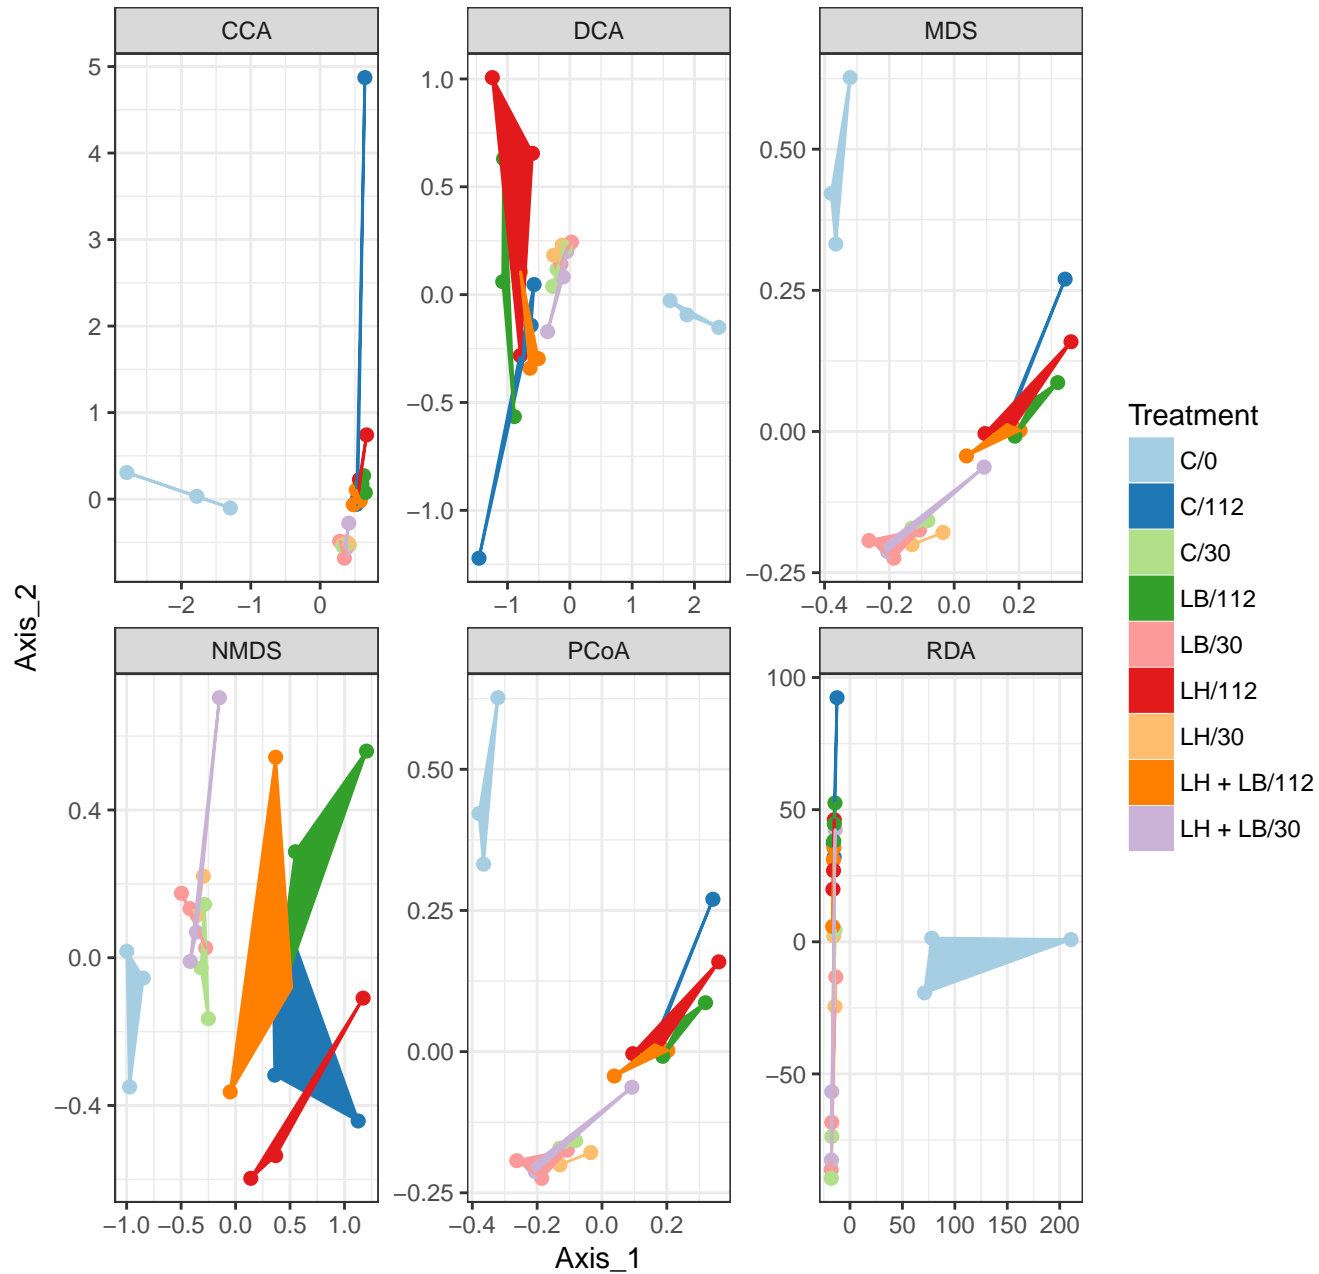 CCA
DCA
MDS
5
4
3
2
1
0
−2 −1 0
1.0
0.5
0.0
−0.5
−1.0
−1 0 1 2
0.50
0.25
0.00
−0.25
−0.4 −0.2 0.0 0.2
NMDS
PCoA
RDA
0.4
0.0
−0.4
−1.0 −0.5 0.0 0.5 1.0
0.50
0.25
0.00
−0.25
−0.4 −0.2 0.0 0.2
100
50
0
−50
0 50 100 150 200
Axis_2
Axis_1
Treatment
C/0
C/112
C/30
LB/112
LB/30
LH/112
LH/30
LH + LB/112
LH + LB/30